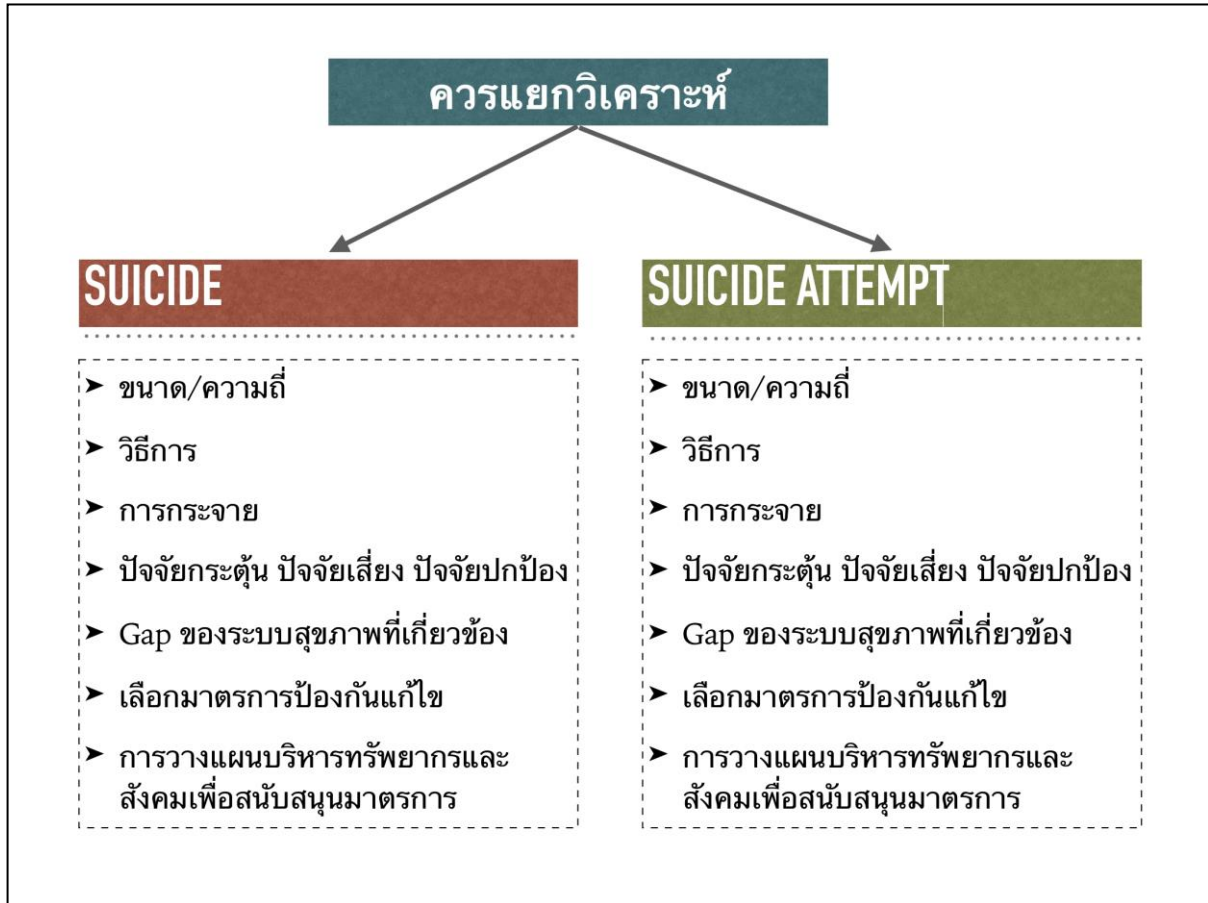 ควรแยกวิเคราะห์
SUICIDE
➤ ขนาด/ความถี่
➤ วิธีการ
➤ การกระจาย
➤ ปัจจัยกระตุ้น ปัจจัยเสี่ยง ปัจจัยปกป้อง
➤ Gap ของระบบสุขภาพที่เกี่ยวข้อง
➤ เลือกมาตรการป้องกันแก้ไข
➤ การวางแผนบริหารทรัพยากรและ
สังคมเพื่อสนับสนุนมาตรการ
SUICIDE ATTEMPT
➤ ขนาด/ความถี่
➤ วิธีการ
➤ การกระจาย
➤ ปัจจัยกระตุ้น ปัจจัยเสี่ยง ปัจจัยปกป้อง
➤ Gap ของระบบสุขภาพที่เกี่ยวข้อง
➤ เลือกมาตรการป้องกันแก้ไข
➤ การวางแผนบริหารทรัพยากรและ
สังคมเพื่อสนับสนุนมาตรการ